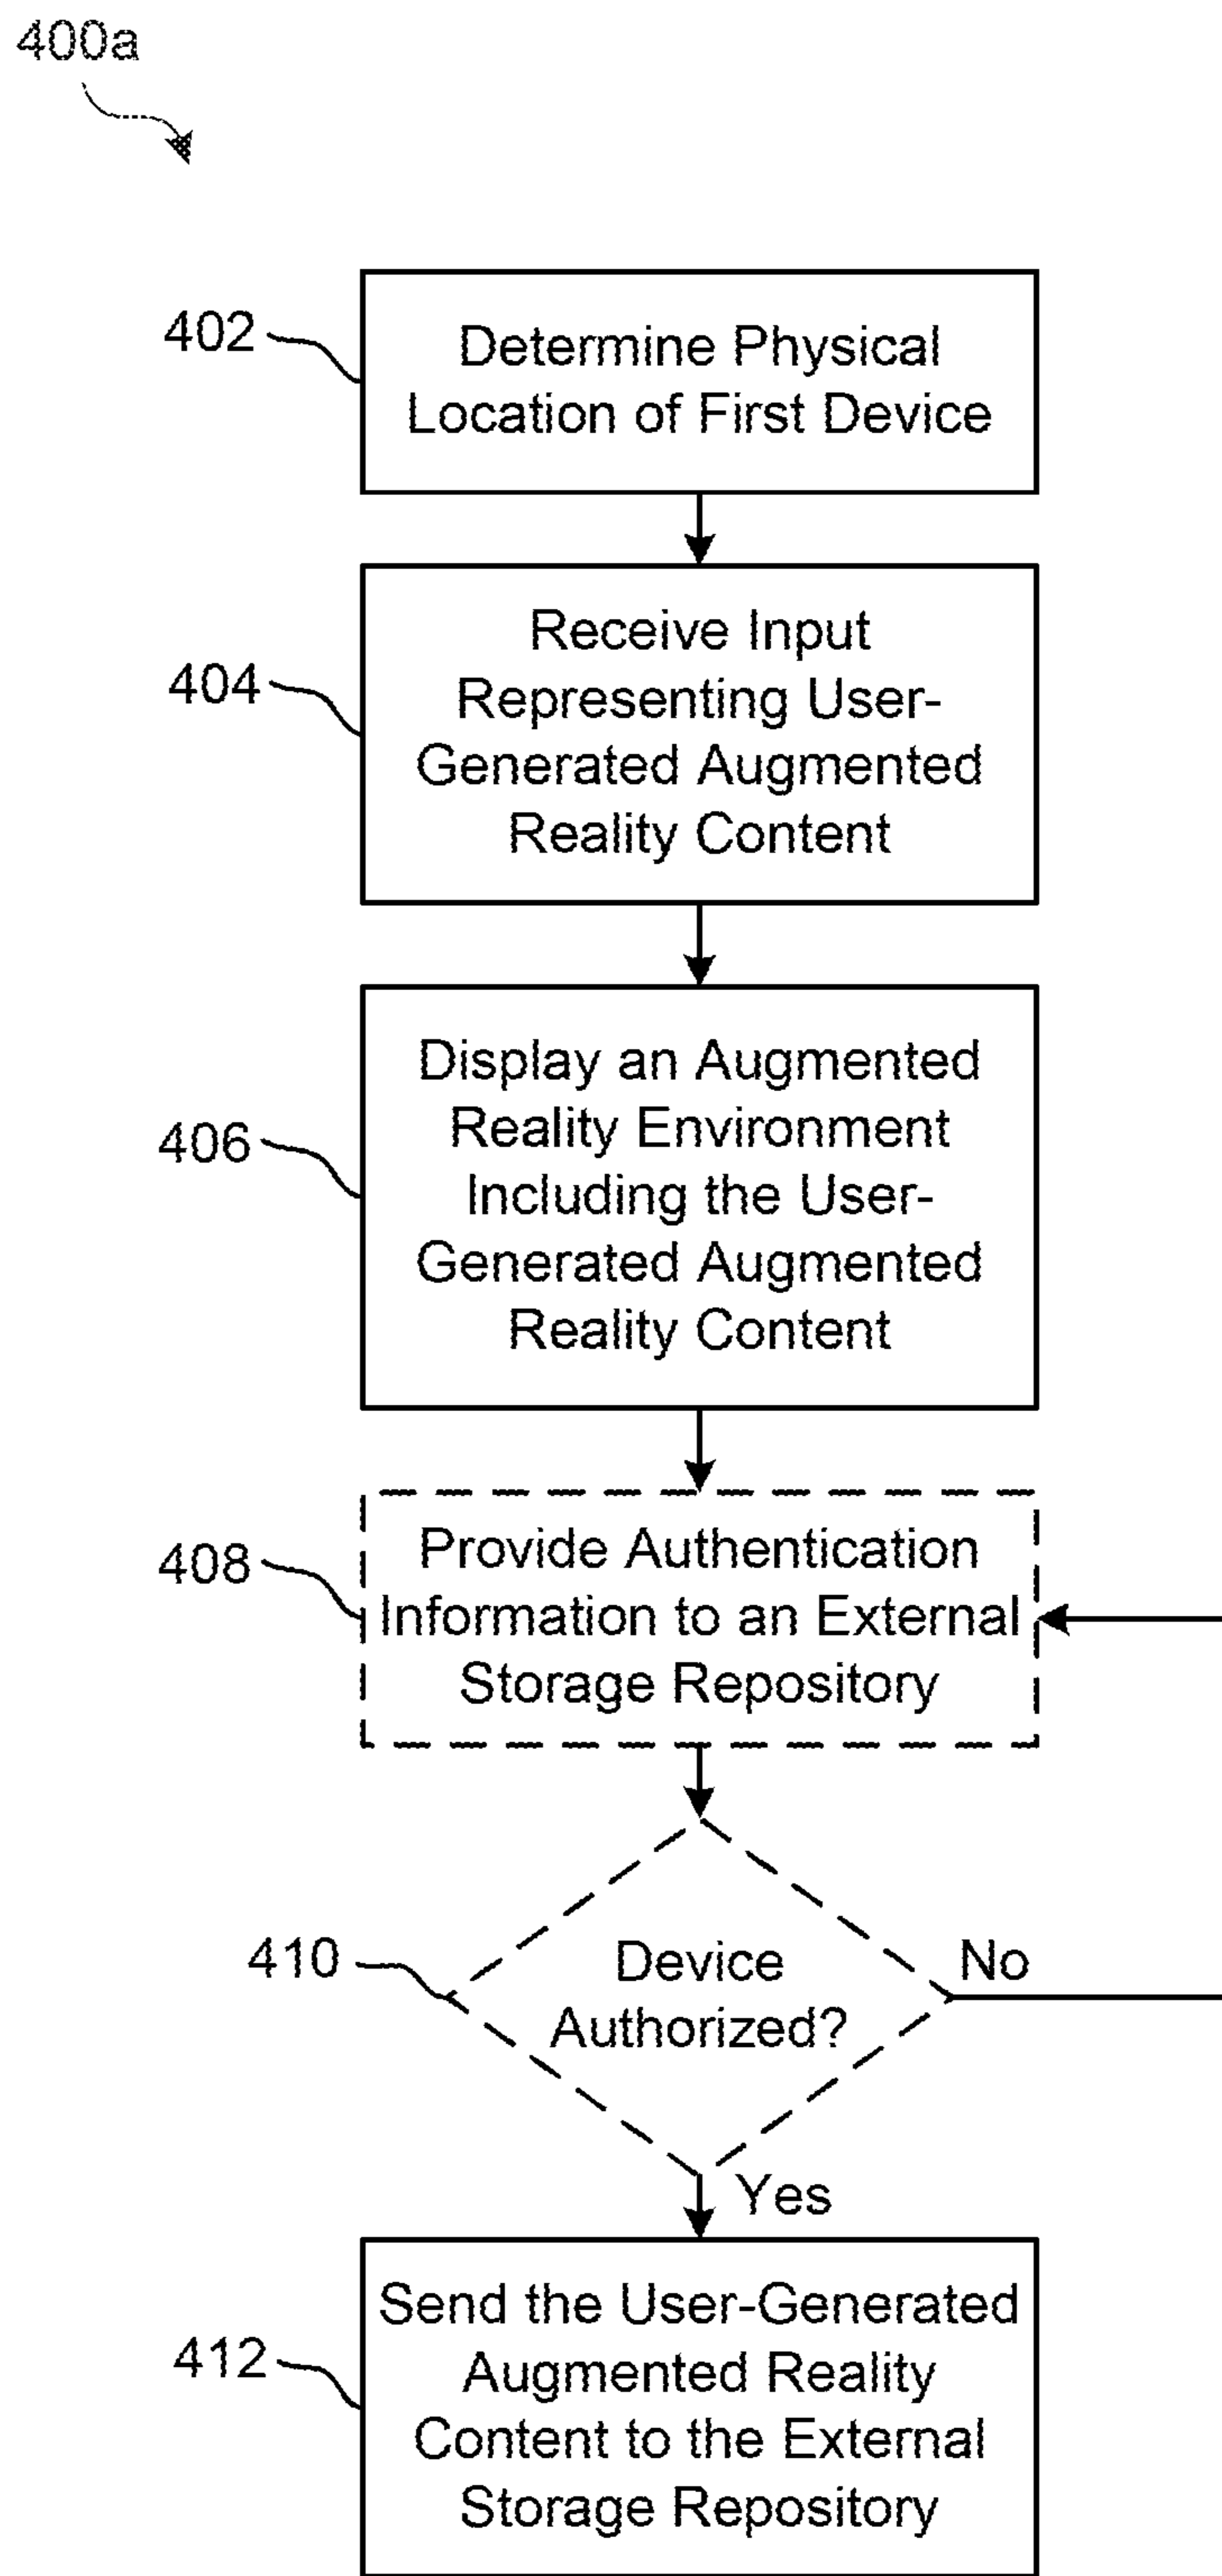 400a
402
Determine Physical
Location of First Device
404
Receive Input
Representing User-
Generated Augmented
Reality Content
406
Display an Augmented
Reality Environment
Including the User-
Generated Augmented
Reality Content
408
Provide Authentication
Information to an External
Storage Repository
410
Device
Authorized?
No
Yes
412
Send the User-Generated
Augmented Reality
Content to the External
Storage Repository